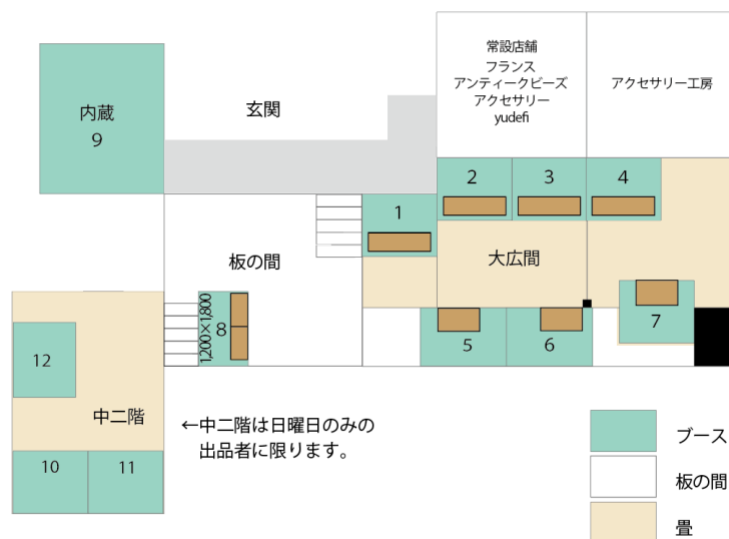 常設店舗
フランス
アンティークビーズ
アクセサリー
yudefi
アクセサリー工房
内蔵
9
玄関
2
3
4
1
板の間
大広間
1,200×1,800
8
5
6
7
12
中二階
←中二階は日曜日のみの
出品者に限ります。
10
11
ブース
板の間
畳